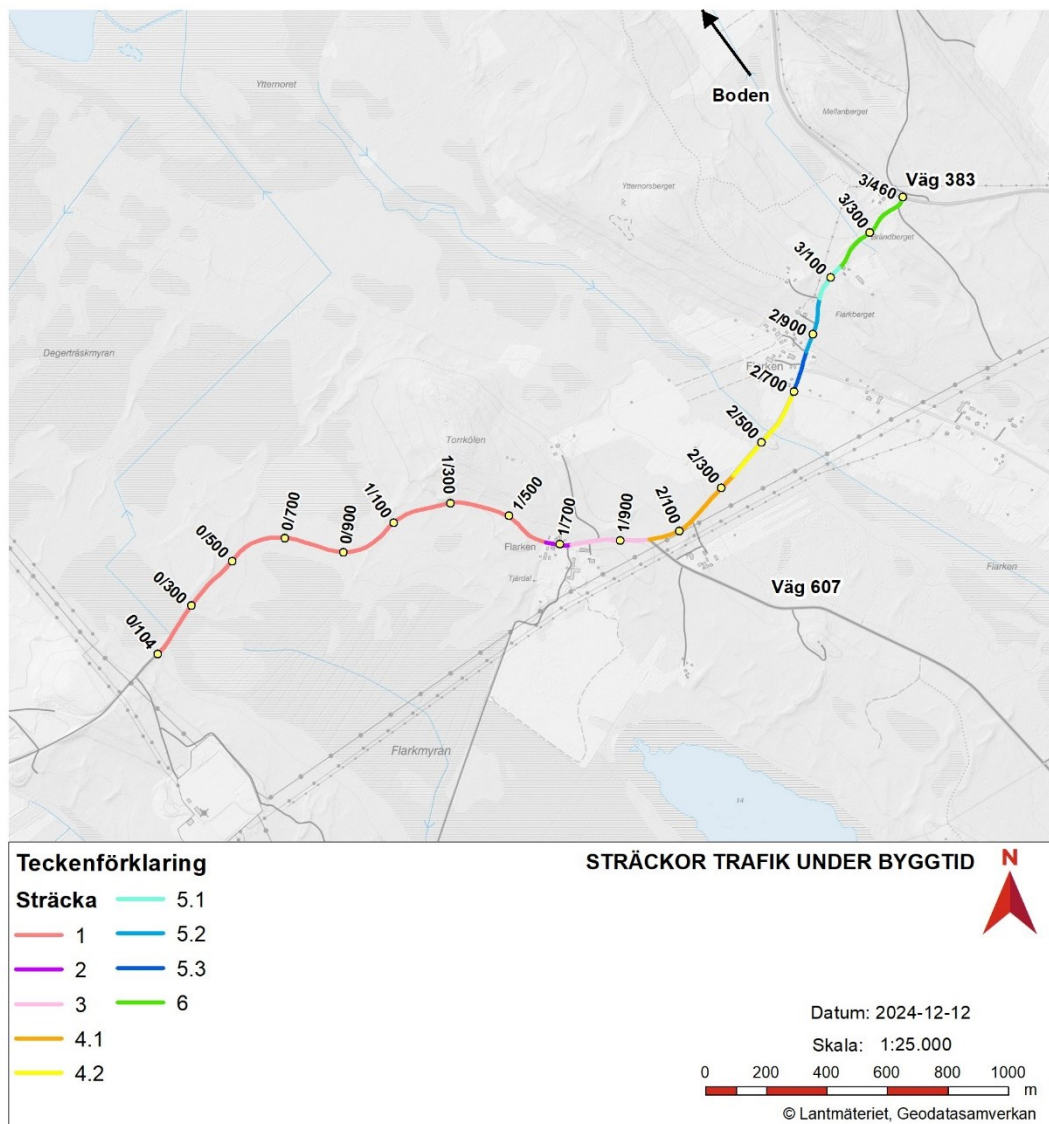 Ytternoret
Boden
Mellanberget
Ytternorsberget
3/460
Väg 383
3/300
Brändberget
3/100
Flarkberget
2/900
Degerträskmyran
Flarken
2/700
2/500
Torrkölen
2/300
1/300
1/100
1/500
2/100
0/700
0/900
1/700
1/900
0/500
Flarken
Flarken
Tjärdal
Väg 607
0/300
0/104
Flarkmyran
14
Teckenförklaring
STRÄCKOR TRAFIK UNDER BYGGTID
N
Sträcka
5.1
1
5.2
2
5.3
3
6
4.1
4.2
Datum: 2024-12-12
Skala: 1:25.000
0 200 400 600 800 1000
m
© Lantmäteriet, Geodatasamverkan